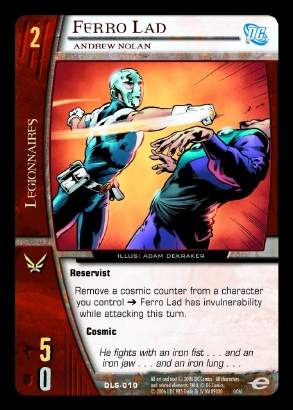 2
FERRO LAD
ANDREW NOLAN
DC
LEGIONNAIRES
ILLUS: ADAM DEKRAKER
Reservist
Remove a cosmic counter from a character
you control ➔ Ferro Lad has invulnerability
while attacking this turn.
Cosmic
He fights with an iron fist . . . and an
iron jaw . . . and an iron lung . . .
5
0
DLS-010